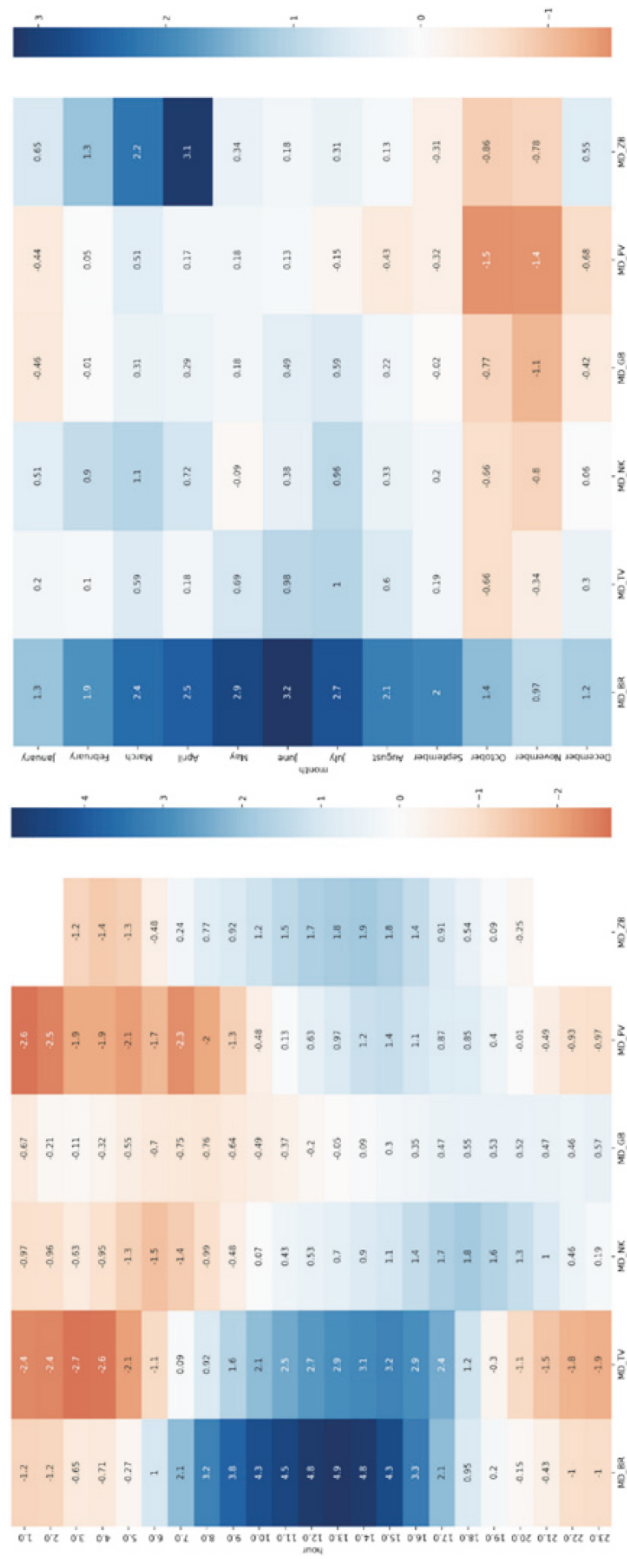 1.0 -1.2 -2.4 -0.97 -0.67 -2.6
2.0 -1.2 -2.4 -0.96 -0.21 -2.5
3.0 -0.65 -2.7 -0.63 -0.11 -1.9 -1.2
4.0 -0.71 -2.6 -0.95 -0.32 -1.9 -1.4
5.0 -0.27 -2.1 -1.3 -0.55 -2.1 -1.3
6.0 1 -1.1 -1.5 -0.7 -1.7 -0.48
7.0 2.1 0.09 -1.4 -0.75 -2.3 0.24
8.0 3.2 0.92 -0.99 -0.76 -2 0.77
9.0 3.8 1.6 -0.48 -0.64 -1.3 0.92
10.0 4.3 2.1 0.07 -0.49 -0.48 1.2
11.0 4.5 2.5 0.43 -0.37 0.13 1.5
12.0 4.8 2.7 0.53 -0.2 0.63 1.7
13.0 4.9 2.9 0.7 -0.05 0.97 1.8
14.0 4.8 3.1 0.9 0.09 1.2 1.9
15.0 4.3 3.2 1.1 0.3 1.4 1.8
16.0 3.3 2.9 1.4 0.35 1.1 1.4
17.0 2.1 2.4 1.7 0.47 0.87 0.91
18.0 0.95 1.2 1.8 0.55 0.85 0.54
19.0 0.2 -0.3 1.6 0.53 0.4 0.09
20.0 -0.15 -1.1 1.3 0.52 -0.01 -0.25
21.0 -0.43 -1.5 1 0.47 -0.49
22.0 -1 -1.8 0.46 0.46 -0.93
23.0 -1 -1.9 0.19 0.57 -0.97
hour
MD_BR MD_TV MD_NK MD_GB MD_PV MD_ZB
4
3
2
1
0
-1
-2
January 1.3 0.2 0.51 -0.46 -0.44 0.65
February 1.9 0.1 0.9 -0.01 0.05 1.3
March 2.4 0.59 1.1 0.31 0.51 2.2
April 2.5 0.18 0.72 0.29 0.17 3.1
May 2.9 0.69 -0.09 0.18 0.18 0.34
June 3.2 0.98 0.38 0.49 0.13 0.18
July 2.7 1 0.96 0.59 -0.15 0.31
August 2.1 0.6 0.33 0.22 -0.43 0.13
September 2 0.19 0.2 -0.02 -0.32 -0.31
October 1.4 -0.66 -0.66 -0.77 -1.5 -0.86
November 0.97 -0.34 -0.8 -1.1 -1.4 -0.78
December 1.2 0.3 0.06 -0.42 -0.68 0.55
month
MD_BR MD_TV MD_NK MD_GB MD_PV MD_ZB
3
2
1
0
-1